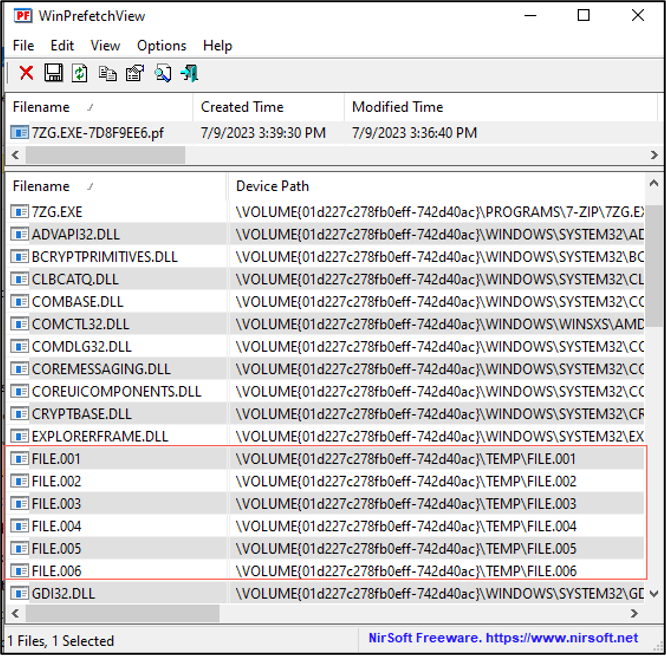 WinPrefetchView
File Edit View Options Help
Filename Created Time Modified Time
7ZG.EXE-7D8F9EE6.pf 7/9/2023 3:39:30 PM 7/9/2023 3:36:40 PM
Filename Device Path
7ZG.EXE \VOLUME{01d227c278fb0eff-742d40ac}\PROGRAMS\7-ZIP\7ZG.EX
ADVAPI32.DLL \VOLUME{01d227c278fb0eff-742d40ac}\WINDOWS\SYSTEM32\AD
BCRYPTPRIMITIVES.DLL \VOLUME{01d227c278fb0eff-742d40ac}\WINDOWS\SYSTEM32\BC
CLBCATQ.DLL \VOLUME{01d227c278fb0eff-742d40ac}\WINDOWS\SYSTEM32\CL
COMBASE.DLL \VOLUME{01d227c278fb0eff-742d40ac}\WINDOWS\SYSTEM32\CO
COMCTL32.DLL \VOLUME{01d227c278fb0eff-742d40ac}\WINDOWS\WINSXS\AMD
COMDLG32.DLL \VOLUME{01d227c278fb0eff-742d40ac}\WINDOWS\SYSTEM32\CO
COREMESSAGING.DLL \VOLUME{01d227c278fb0eff-742d40ac}\WINDOWS\SYSTEM32\CO
COREUICOMPONENTS.DLL \VOLUME{01d227c278fb0eff-742d40ac}\WINDOWS\SYSTEM32\CO
CRYPTBASE.DLL \VOLUME{01d227c278fb0eff-742d40ac}\WINDOWS\SYSTEM32\CR
EXPLORERFRAME.DLL \VOLUME{01d227c278fb0eff-742d40ac}\WINDOWS\SYSTEM32\EX
FILE.001 \VOLUME{01d227c278fb0eff-742d40ac}\TEMP\FILE.001
FILE.002 \VOLUME{01d227c278fb0eff-742d40ac}\TEMP\FILE.002
FILE.003 \VOLUME{01d227c278fb0eff-742d40ac}\TEMP\FILE.003
FILE.004 \VOLUME{01d227c278fb0eff-742d40ac}\TEMP\FILE.004
FILE.005 \VOLUME{01d227c278fb0eff-742d40ac}\TEMP\FILE.005
FILE.006 \VOLUME{01d227c278fb0eff-742d40ac}\TEMP\FILE.006
GDI32.DLL \VOLUME{01d227c278fb0eff-742d40ac}\WINDOWS\SYSTEM32\GD
1 Files, 1 Selected NirSoft Freeware. https://www.nirsoft.net